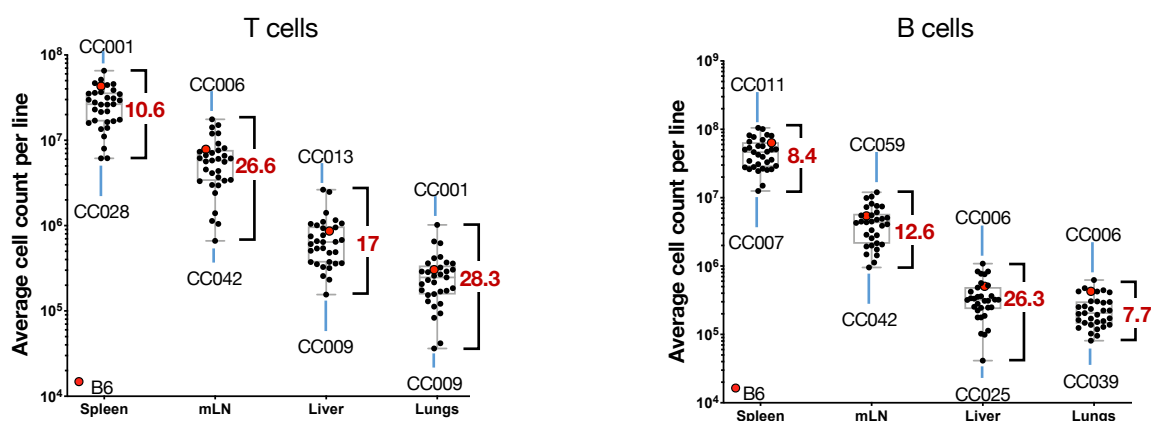 T cells
Average cell count per line
10⁸
10⁷
10⁶
10⁵
10⁴
CC001
10.6
CC028
CC006
26.6
CC042
CC013
17
CC009
CC001
28.3
CC009
B6
Spleen
mLN
Liver
Lungs
B cells
Average cell count per line
10⁹
10⁸
10⁷
10⁶
10⁵
10⁴
CC011
8.4
CC007
CC059
12.6
CC042
CC006
26.3
CC025
CC006
7.7
CC039
B6
Spleen
mLN
Liver
Lungs